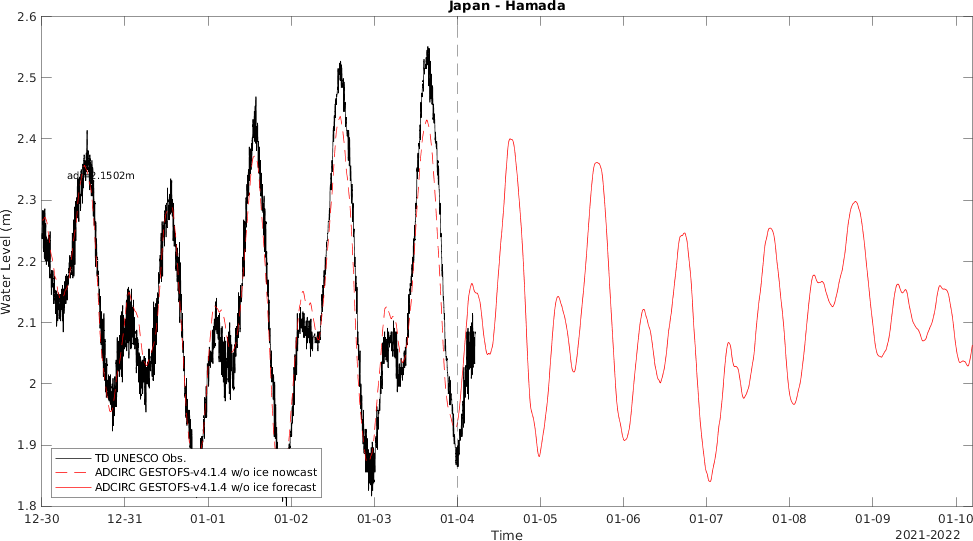 Japan - Hamada
Water Level (m)
2.6
2.5
2.4
2.3
2.2
2.1
2
1.9
1.8
2.1502m
TD UNESCO Obs.
ADCIRC GESTOFS-v4.1.4 w/o ice nowcast
ADCIRC GESTOFS-v4.1.4 w/o ice forecast
12-30 12-31 01-01 01-02 01-03 01-04 01-05 01-06 01-07 01-08 01-09 01-10
Time
2021-2022